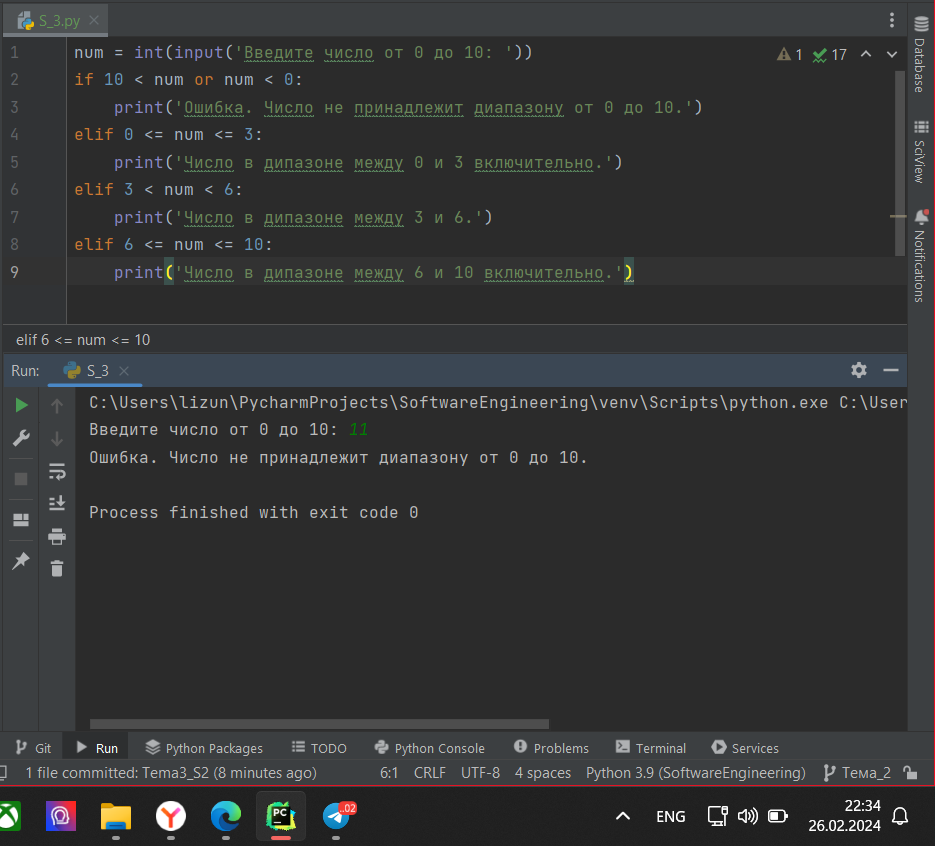 S_3.py
1 num = int(input('Введите число от 0 до 10: '))
1 17
2 if 10 < num or num < 0:
3     print('Ошибка. Число не принадлежит диапазону от 0 до 10.')
4 elif 0 <= num <= 3:
5     print('Число в дипазоне между 0 и 3 включительно.')
6 elif 3 < num < 6:
7     print('Число в дипазоне между 3 и 6.')
8 elif 6 <= num <= 10:
9     print('Число в дипазоне между 6 и 10 включительно.')
Database
SciView
Notifications
elif 6 <= num <= 10
Run: S_3
C:\Users\lizun\PycharmProjects\SoftwareEngineering\venv\Scripts\python.exe C:\User
Введите число от 0 до 10: 11
Ошибка. Число не принадлежит диапазону от 0 до 10.
Process finished with exit code 0
Git Run Python Packages TODO Python Console Problems Terminal Services
1 file committed: Tema3_S2 (8 minutes ago) 6:1 CRLF UTF-8 4 spaces Python 3.9 (SoftwareEngineering) Тема_2
PC
02
ENG
22:34
26.02.2024